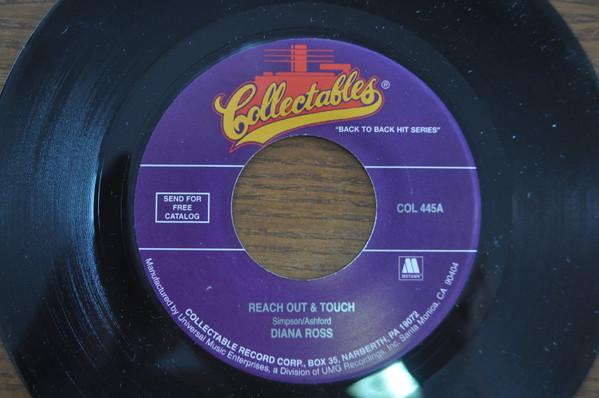 Collectables®
"BACK TO BACK HIT SERIES"
SEND FOR
FREE
CATALOG
COL 445A
M
MOTOWN
REACH OUT & TOUCH
Simpson/Ashford
DIANA ROSS
COLLECTABLE RECORD CORP., BOX 35, NARBERTH, PA 19072
Manufactured by Universal Music Enterprises, a Division of UMG Recordings, Inc. Santa Monica, CA 90404